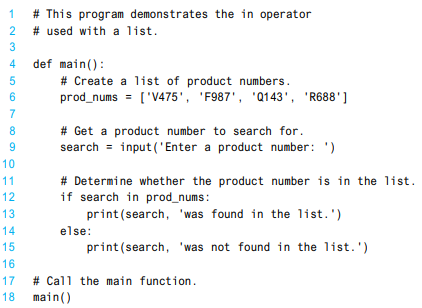 1 # This program demonstrates the in operator
2 # used with a list.
3
4 def main():
5     # Create a list of product numbers.
6     prod_nums = ['V475', 'F987', 'Q143', 'R688']
7
8     # Get a product number to search for.
9     search = input('Enter a product number: ')
10
11     # Determine whether the product number is in the list.
12     if search in prod_nums:
13         print(search, 'was found in the list.')
14     else:
15         print(search, 'was not found in the list.')
16
17 # Call the main function.
18 main()